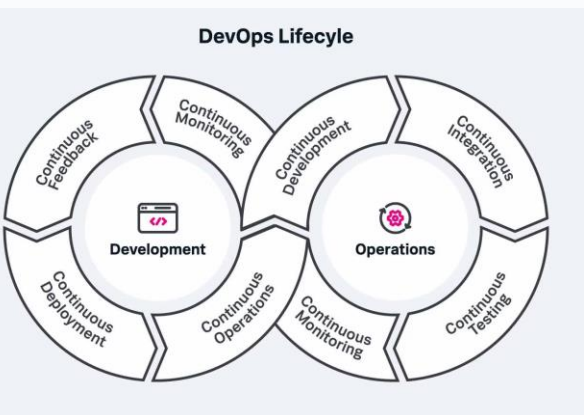 DevOps Lifecyle
Continuous
Feedback
Continuous
Monitoring
Continuous
Development
Continuous
Integration
</>
Development
Operations
Continuous
Deployment
Continuous
Operations
Continuous
Monitoring
Continuous
Testing